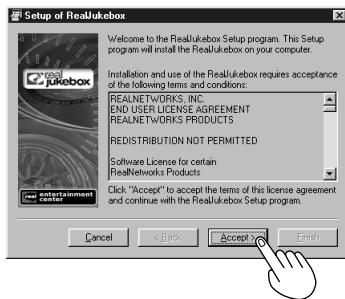 Setup of RealJukebox
Welcome to the RealJukebox Setup program. This Setup
program will install the RealJukebox on your computer.
Installation and use of the RealJukebox requires acceptance
of the following terms and conditions:
real
jukebox
REALNETWORKS, INC.
END USER LICENSE AGREEMENT
REALNETWORKS PRODUCTS
REDISTRIBUTION NOT PERMITTED
Software License for certain
RealNetworks Products
real entertainment
center
Click "Accept" to accept the terms of this license agreement
and continue with the RealJukebox Setup program.
Cancel
< Back
Accept >
Finish